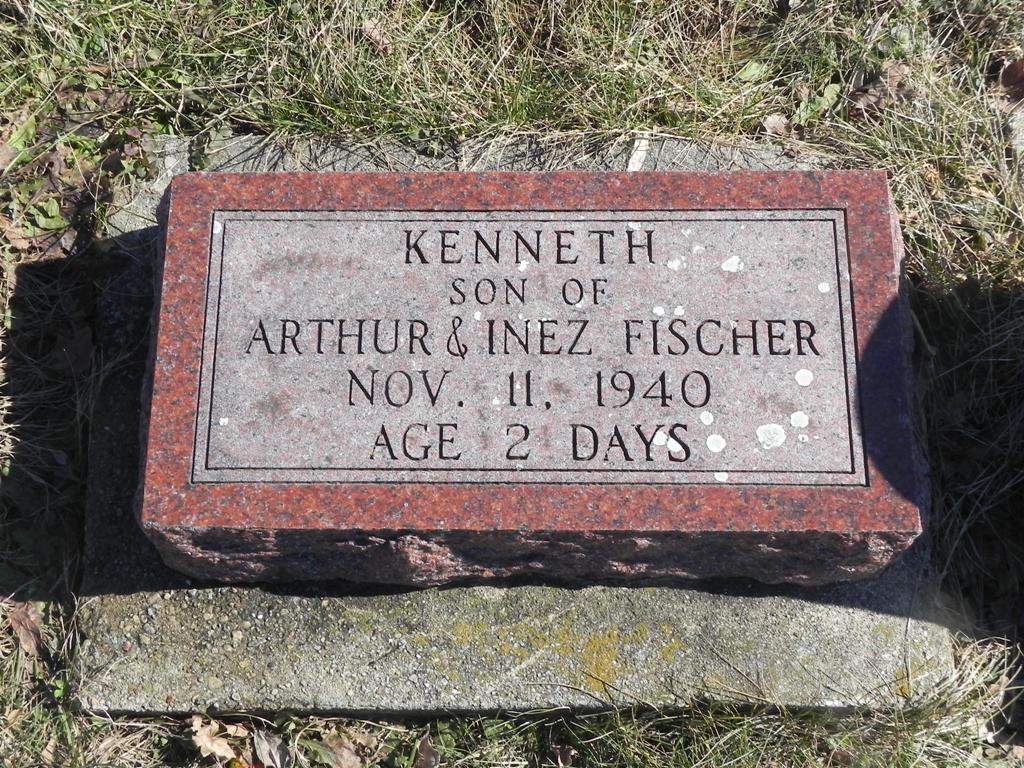 KENNETH
SON OF
ARTHUR & INEZ FISCHER
NOV. 11, 1940
AGE 2 DAYS